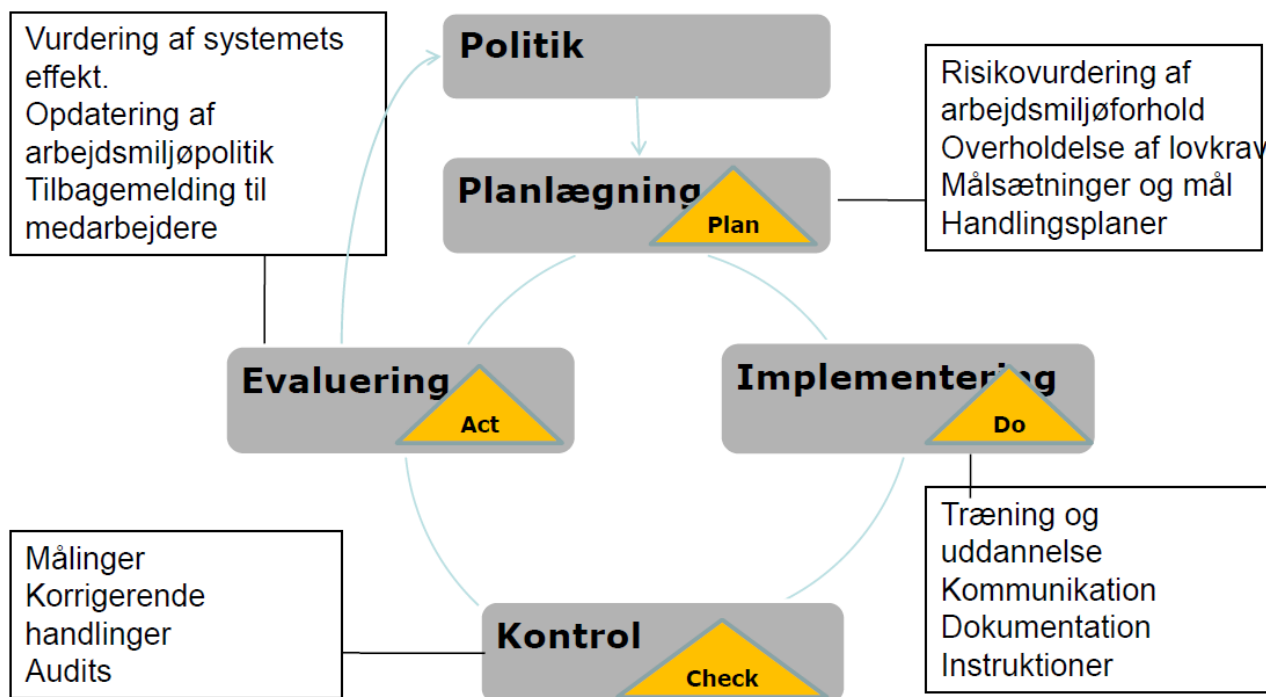 Vurdering af systemets
effekt.
Opdatering af
arbejdsmiljøpolitik
Tilbagemelding til
medarbejdere
Politik
Risikovurdering af
arbejdsmiljøforhold
Overholdelse af lovkrav
Målsætninger og mål
Handlingsplaner
Planlægning
Plan
Evaluering
Act
Implementering
Do
Målinger
Korrigerende
handlinger
Audits
Kontrol
Check
Træning og
uddannelse
Kommunikation
Dokumentation
Instruktioner